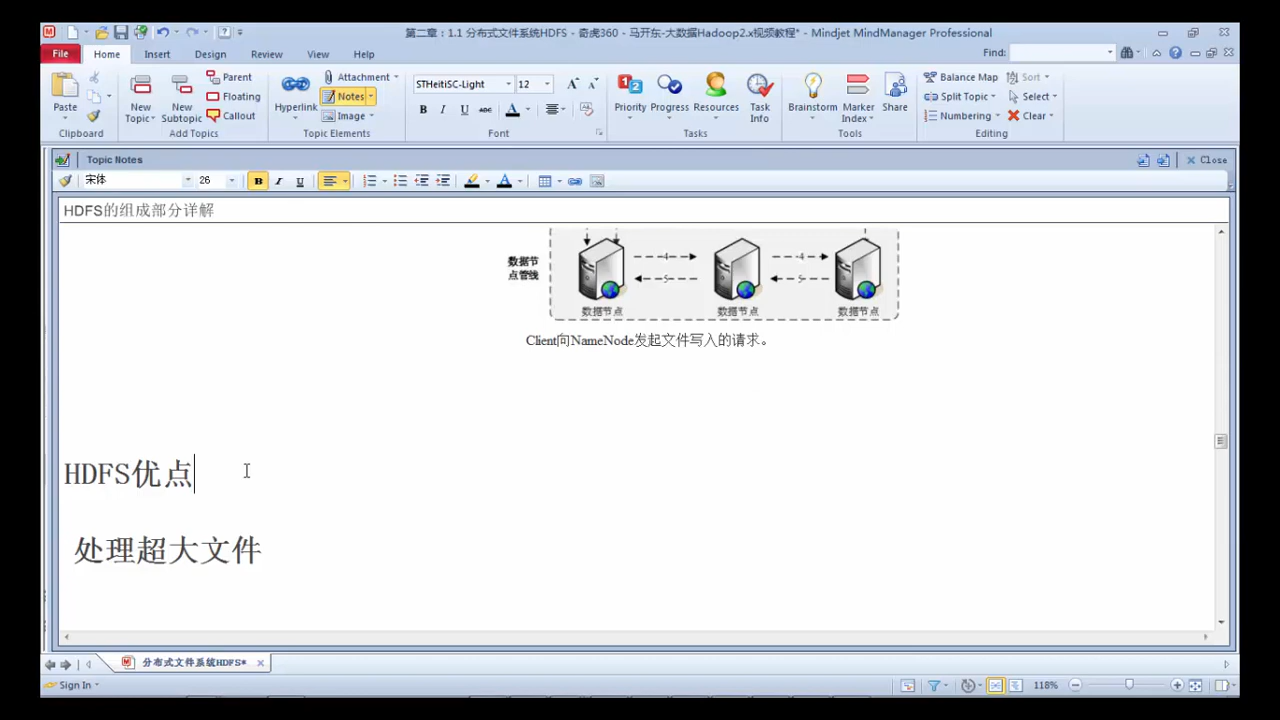 第二章：1.1 分布式文件系统HDFS - 奇虎360 - 马开东-大数据Hadoop2.x视频教程* - Mindjet MindManager Professional
File Home Insert Design Review View Help Find:
Paste
Clipboard
New Topic
New Subtopic
Parent
Floating
Callout
Add Topics
Hyperlink
Attachment
Notes
Image
Topic Elements
STHeitiSC-Light 12
B I U abc A
Font
Priority
Progress
Resources
Task Info
Tasks
Brainstorm
Marker Index
Share
Tools
Balance Map Sort
Split Topic Select
Numbering Clear
Editing
Topic Notes Close
宋体 26 B I U A
HDFS的组成部分详解
数据节点管线
4 4
5 5
数据节点 数据节点 数据节点
Client向NameNode发起文件写入的请求。
HDFS优点
处理超大文件
分布式文件系统HDFS*
Sign In 118%